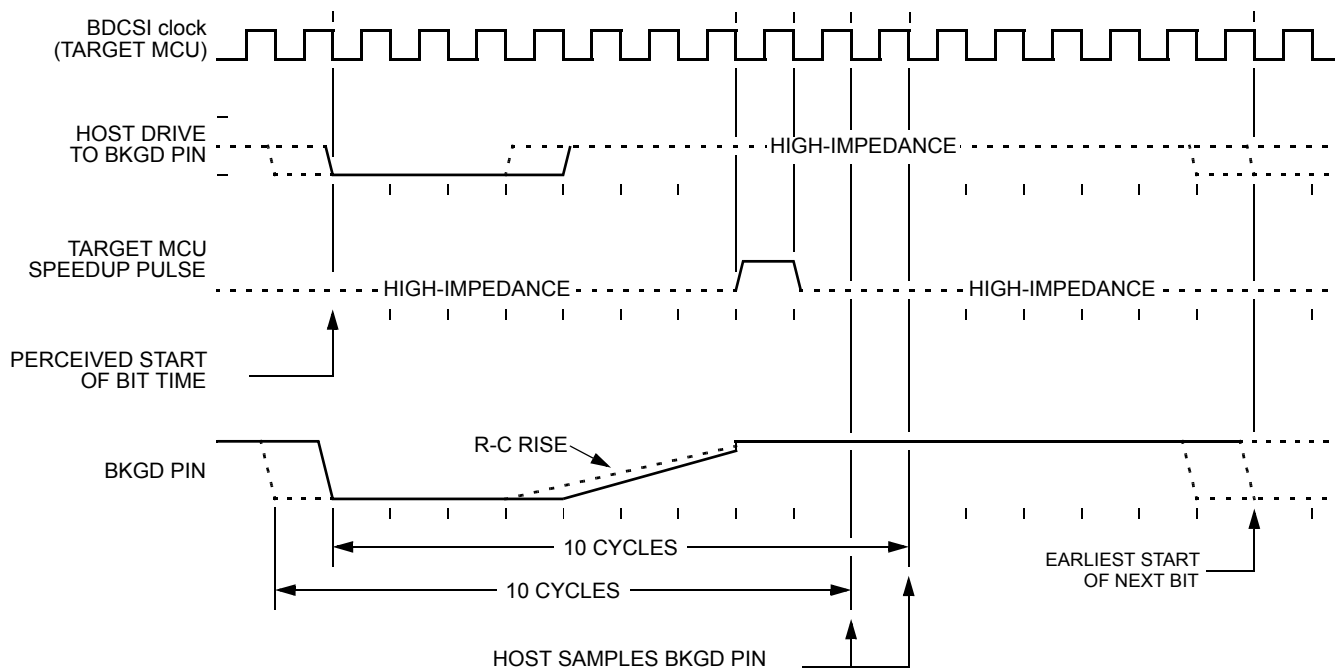 BDCSI clock
(TARGET MCU)
HOST DRIVE
TO BKGD PIN
HIGH-IMPEDANCE
TARGET MCU
SPEEDUP PULSE
HIGH-IMPEDANCE
HIGH-IMPEDANCE
PERCEIVED START
OF BIT TIME
R-C RISE
BKGD PIN
10 CYCLES
EARLIEST START
OF NEXT BIT
10 CYCLES
HOST SAMPLES BKGD PIN